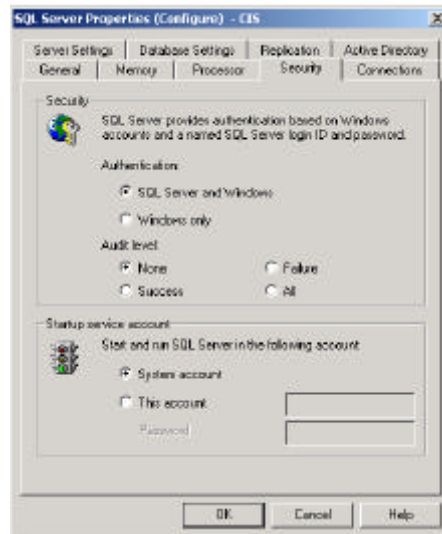 SQL Server Properties (Configure) - CIS
Server Settings Database Settings Replication Active Directory
General Memory Processor Security Connections
Security
SQL Server provides authentication based on Windows
accounts and a named SQL Server login ID and password.
Authentication:
SQL Server and Windows
Windows only
Audit level:
None Failure
Success All
Startup service account
Start and run SQL Server in the following account:
System account
This account
Password
OK Cancel Help